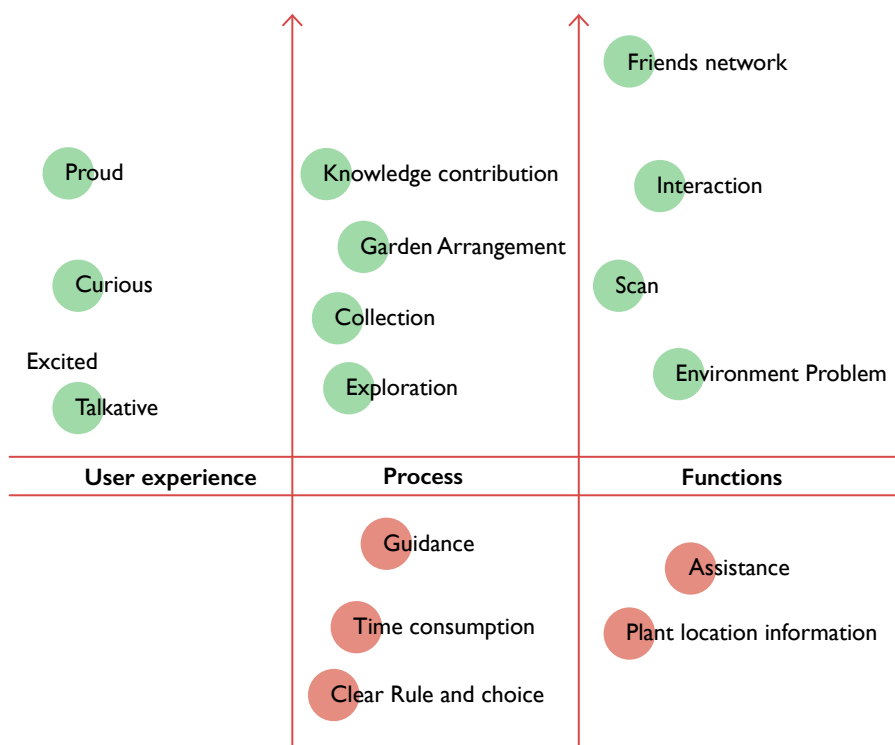 Friends network
Proud
Knowledge contribution
Interaction
Garden Arrangement
Curious
Scan
Collection
Excited
Environment Problem
Exploration
Talkative
User experience
Process
Functions
Guidance
Assistance
Time consumption
Plant location information
Clear Rule and choice